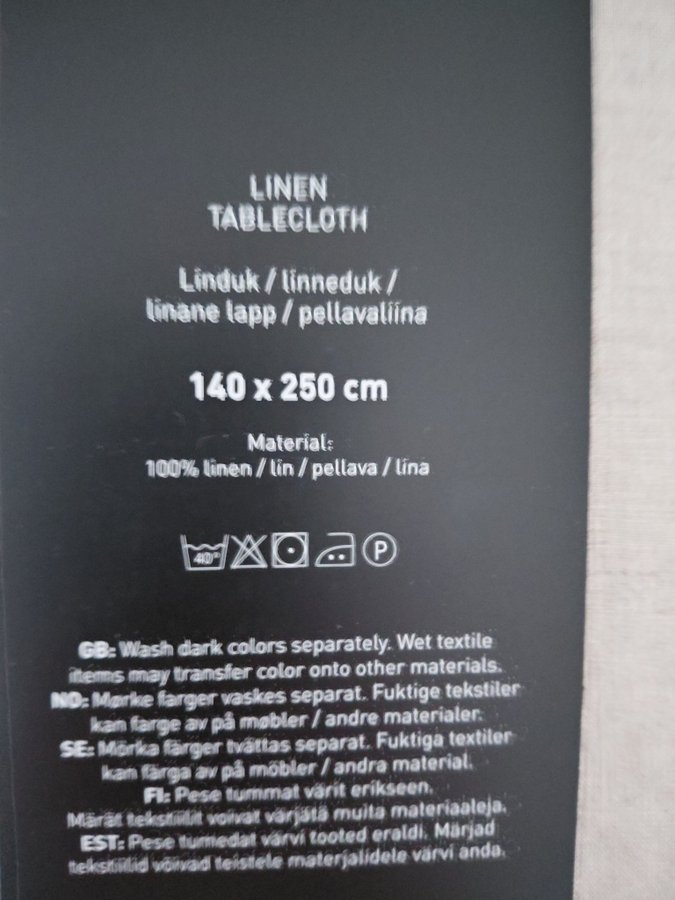 LINEN
TABLECLOTH
Linduk / linneduk /
linane lapp / pellavaliina
140 x 250 cm
Material:
100% linen / lin / pellava / lina
40°
P
GB: Wash dark colors separately. Wet textile
items may transfer color onto other materials.
NO: Mørke farger vaskes separat. Fuktige tekstiler
kan farge av på møbler / andre materialer.
SE: Mörka färger tvättas separat. Fuktiga textiler
kan färga av på möbler / andra material.
FI: Pese tummat värit erikseen.
Märät tekstiilit voivat värjätä muita materiaaleja.
EST: Pese tumedat värvi tooted eraldi. Märjad
tekstiilid võivad teistele materjalidele värvi anda.